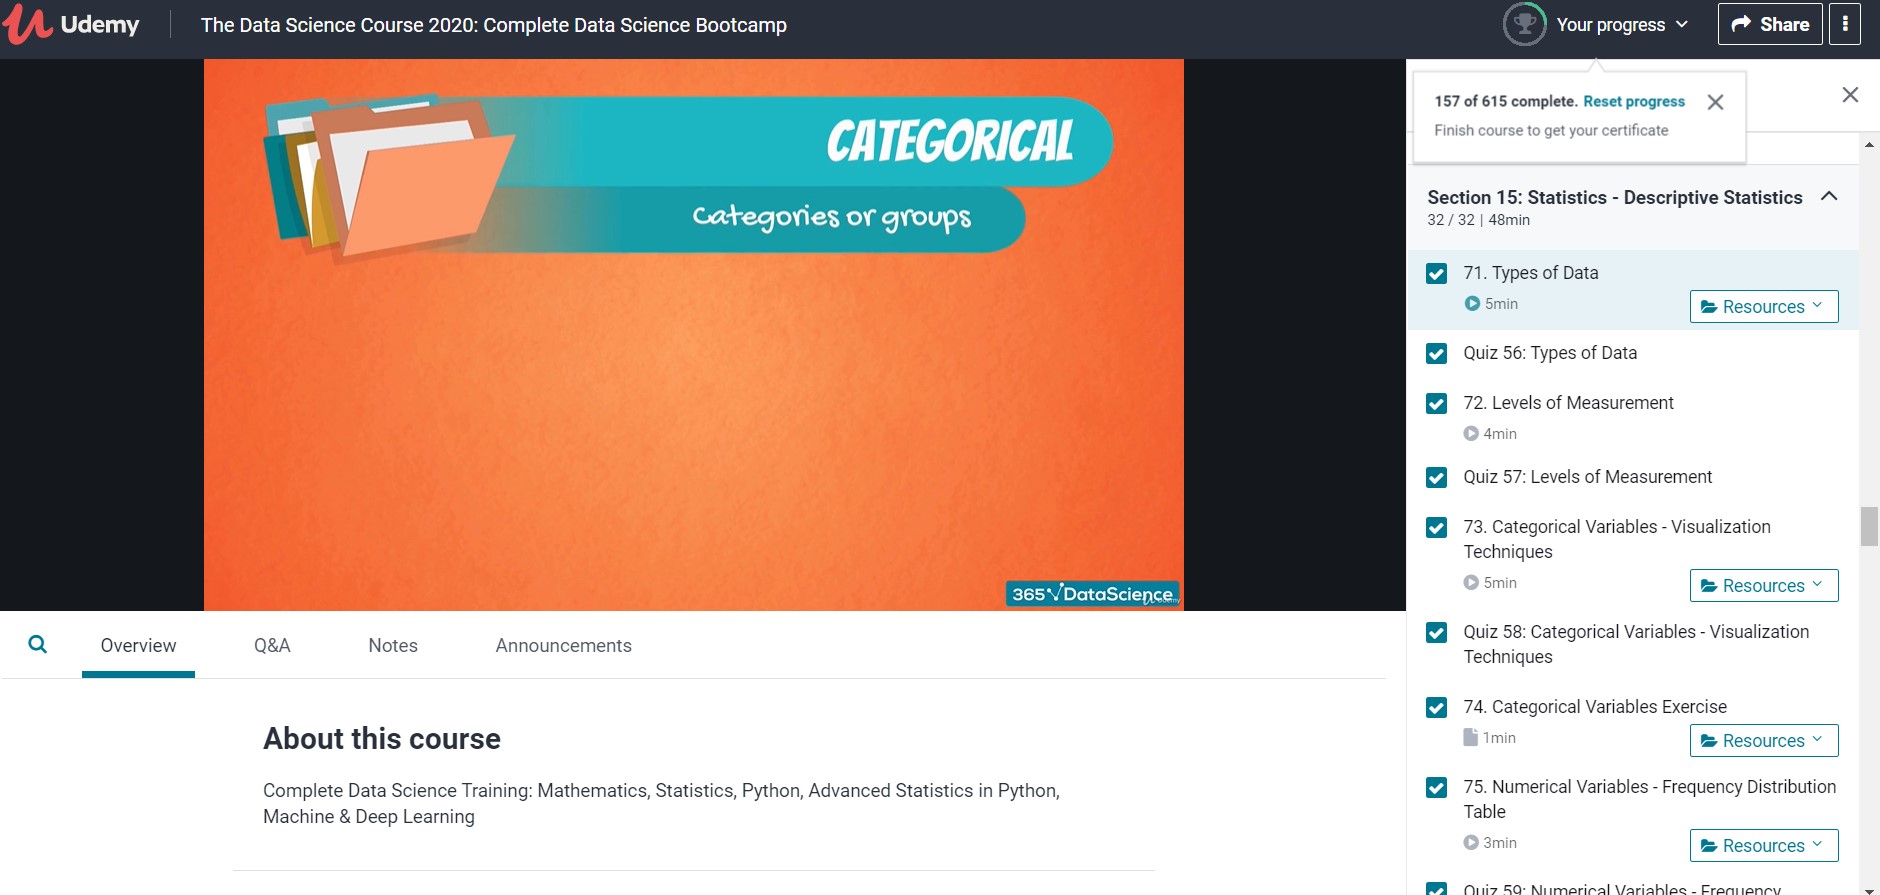 Udemy
The Data Science Course 2020: Complete Data Science Bootcamp
Your progress
Share
157 of 615 complete. Reset progress
Finish course to get your certificate
CATEGORICAL
Categories or groups
365 DataScience
Udemy
Section 15: Statistics - Descriptive Statistics
32 / 32 | 48min
71. Types of Data
5min
Resources
Quiz 56: Types of Data
72. Levels of Measurement
4min
Quiz 57: Levels of Measurement
73. Categorical Variables - Visualization
Techniques
5min
Resources
Quiz 58: Categorical Variables - Visualization
Techniques
74. Categorical Variables Exercise
1min
Resources
75. Numerical Variables - Frequency Distribution
Table
3min
Resources
Quiz 59: Numerical Variables - Frequency
Overview
Q&A
Notes
Announcements
About this course
Complete Data Science Training: Mathematics, Statistics, Python, Advanced Statistics in Python,
Machine & Deep Learning